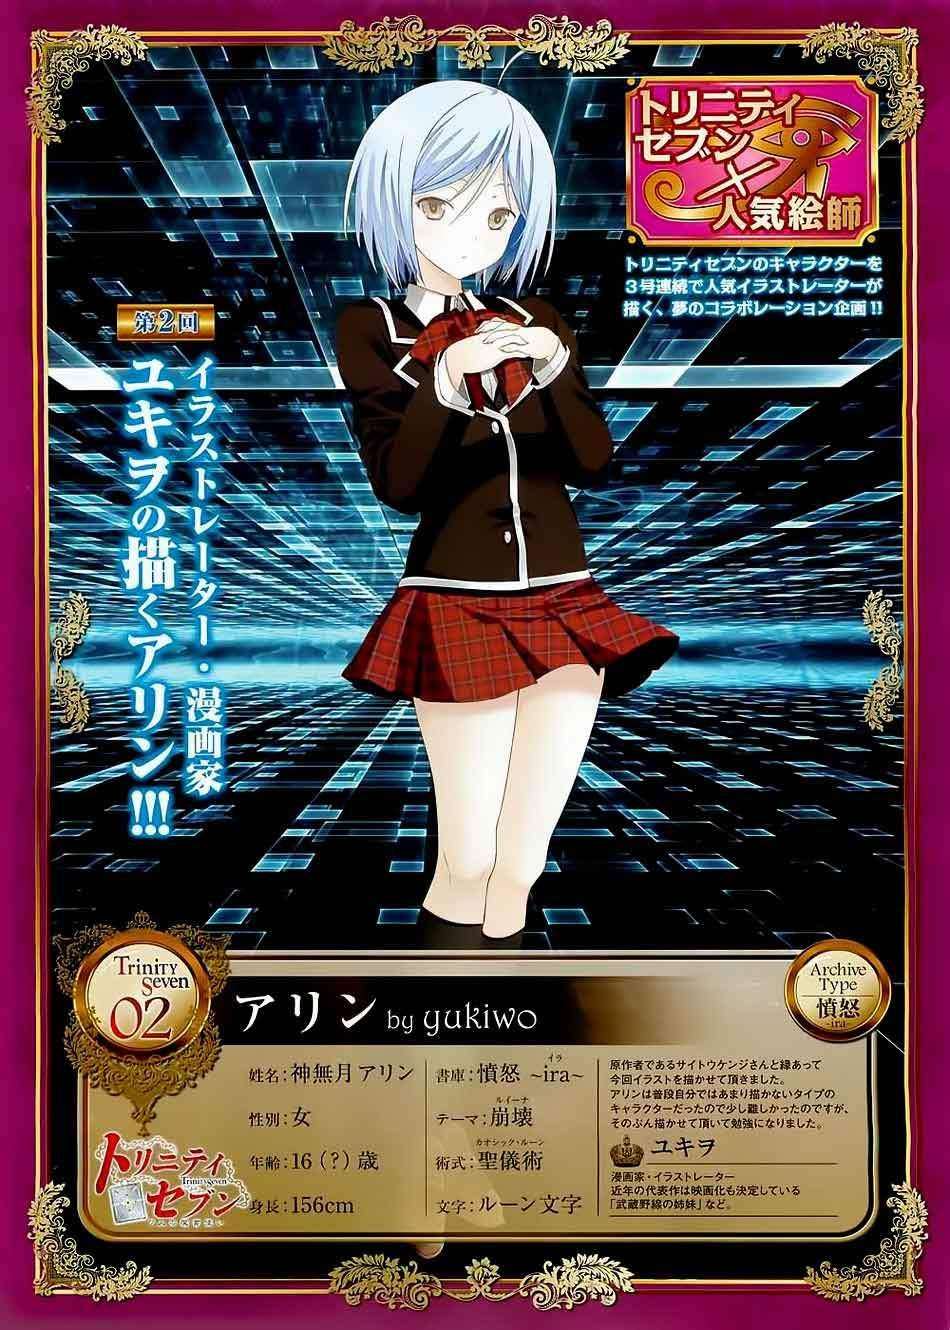 トリニティ
セブン
×
人気絵師
トリニティセブンのキャラクターを
3号連続で人気イラストレーターが
描く、夢のコラボレーション企画!!
第2回
イラストレーター・漫画家
ユキヲの描くアリン!!!
Trinity
Seven
02
アリン by yukiwo
Archive
Type
憤怒
-ira-
姓名:神無月 アリン
性別:女
年齢:16(?)歳
身長:156cm
イラ
書庫:憤怒 ~ira~
ルイーナ
テーマ:崩壊
カオシック・ルーン
術式:聖儀術
文字:ルーン文字
原作者であるサイトウケンジさんと縁あって
今回イラストを描かせて頂きました。
アリンは普段自分ではあまり描かないタイプの
キャラクターだったので少し難しかったのですが、
そのぶん描かせて頂いて勉強になりました。
ユキヲ
漫画家・イラストレーター
近年の代表作は映画化も決定している
「武蔵野線の姉妹」など。
トリニティ
Trinity seven
セブン